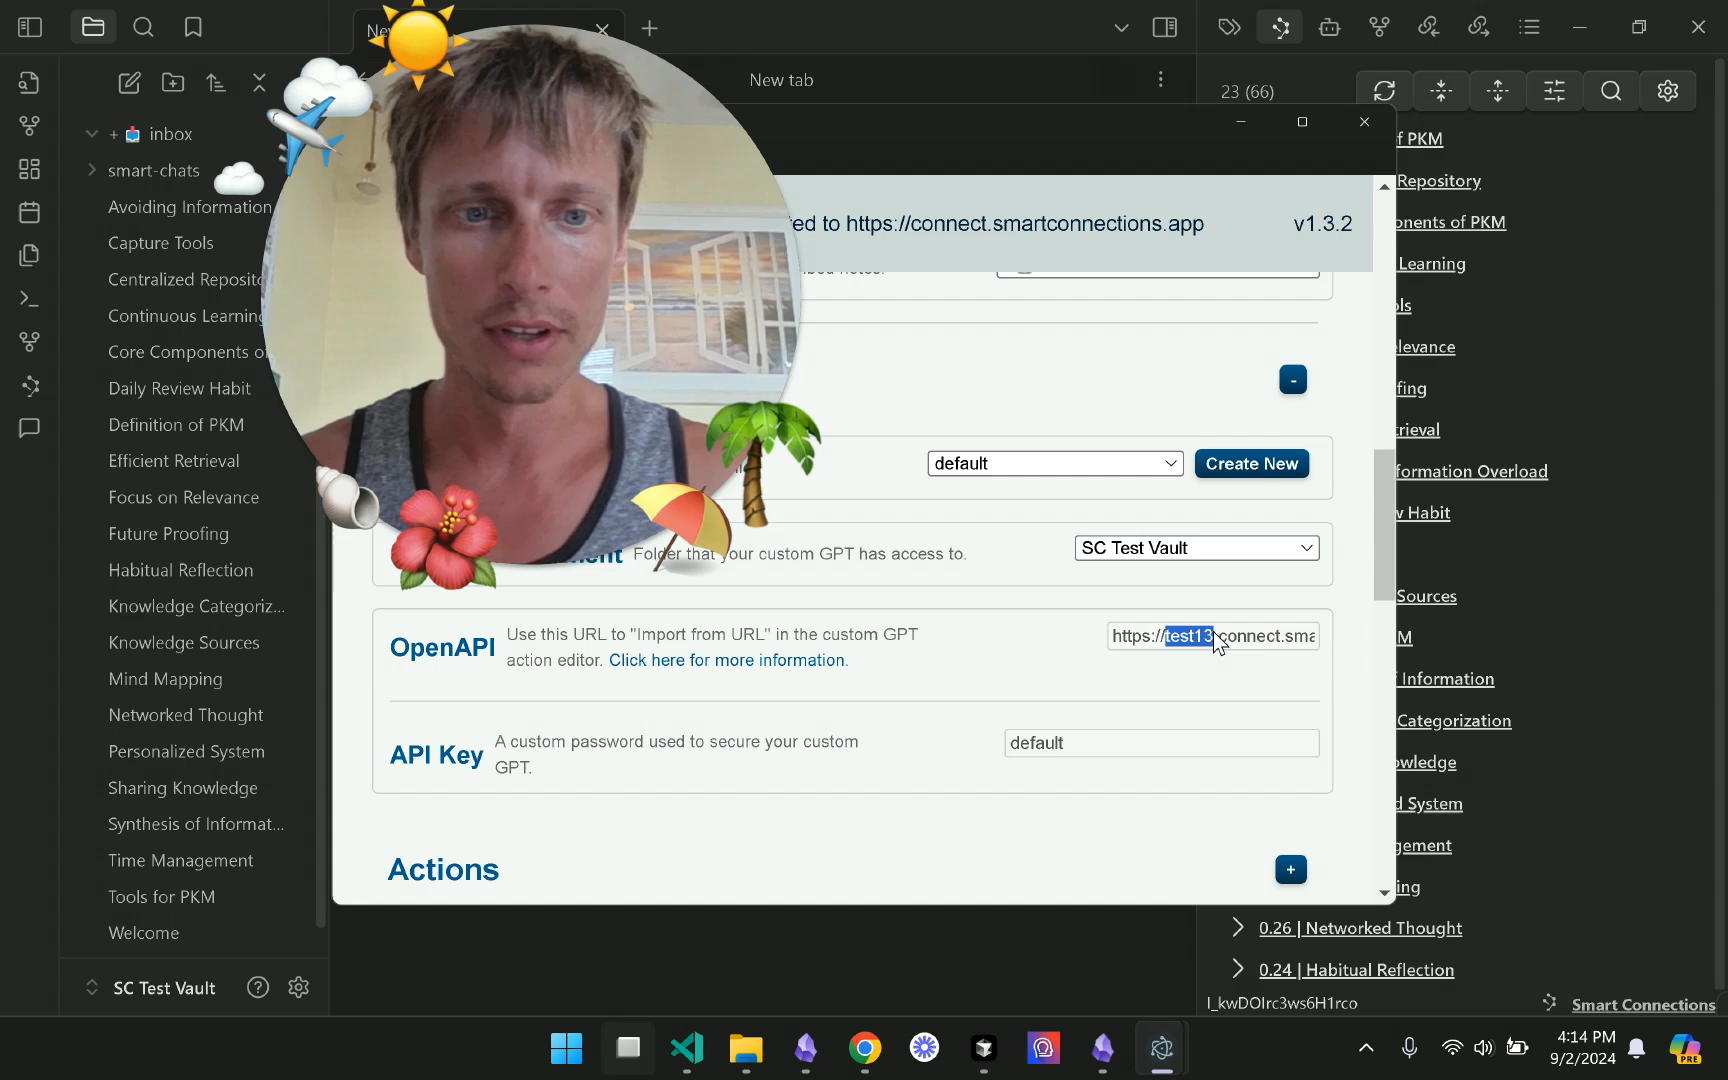 New tab
23 (66)
+ inbox
smart-chats
Avoiding Information
Capture Tools
Centralized Reposito
Continuous Learning
Core Components o
Daily Review Habit
Definition of PKM
Efficient Retrieval
Focus on Relevance
Future Proofing
Habitual Reflection
Knowledge Categoriz...
Knowledge Sources
Mind Mapping
Networked Thought
Personalized System
Sharing Knowledge
Synthesis of Informat...
Time Management
Tools for PKM
Welcome
SC Test Vault
ed to https://connect.smartconnections.app
v1.3.2
-
default
Create New
Folder that your custom GPT has access to.
SC Test Vault
OpenAPI
Use this URL to "Import from URL" in the custom GPT
action editor. Click here for more information.
https://test13.connect.sma
API Key
A custom password used to secure your custom
GPT.
default
Actions
+
f PKM
Repository
onents of PKM
Learning
ls
levance
fing
trieval
formation Overload
v Habit
Sources
M
Information
Categorization
owledge
d System
gement
ing
0.26 | Networked Thought
0.24 | Habitual Reflection
l_kwDOIrc3ws6H1rco
Smart Connections
4:14 PM
9/2/2024
PRE